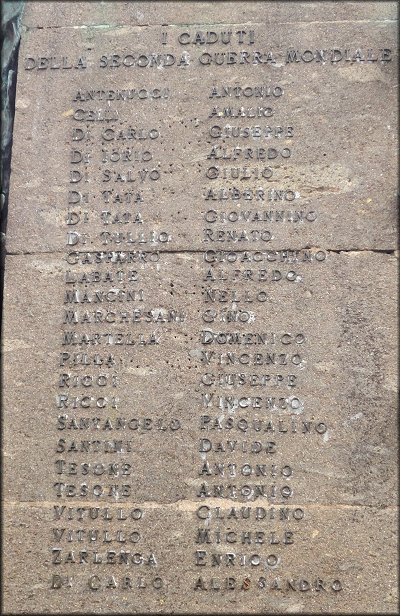 I CADUTI
DELLA SECONDA GUERRA MONDIALE
ANTENUCCI ANTONIO
CELLI AMALIO
DI CARLO GIUSEPPE
DI IORIO ALFREDO
DI SALVO GIULIO
DI TATA ALBERINO
DI TATA GIOVANNINO
DI TULLIO RENATO
GASPARRO GIOACCHINO
LABATE ALFREDO
MANCINI NELLO
MARCHESANI GINO
MARTELLA DOMENICO
PILLA VINCENZO
RICCI GIUSEPPE
RICCI VINCENZO
SANTANGELO PASQUALINO
SANTINI DAVIDE
TESONE ANTONIO
TESONE ANTONIO
VITULLO CLAUDINO
VITULLO MICHELE
ZARLENGA ENRICO
DI CARLO ALESSANDRO